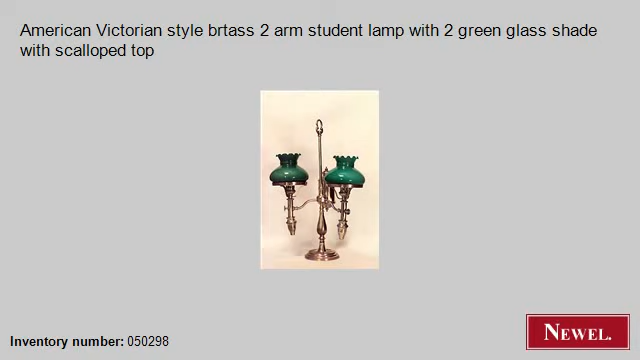 American Victorian style brtass 2 arm student lamp with 2 green glass shade
with scalloped top
Inventory number: 050298
NEWEL.